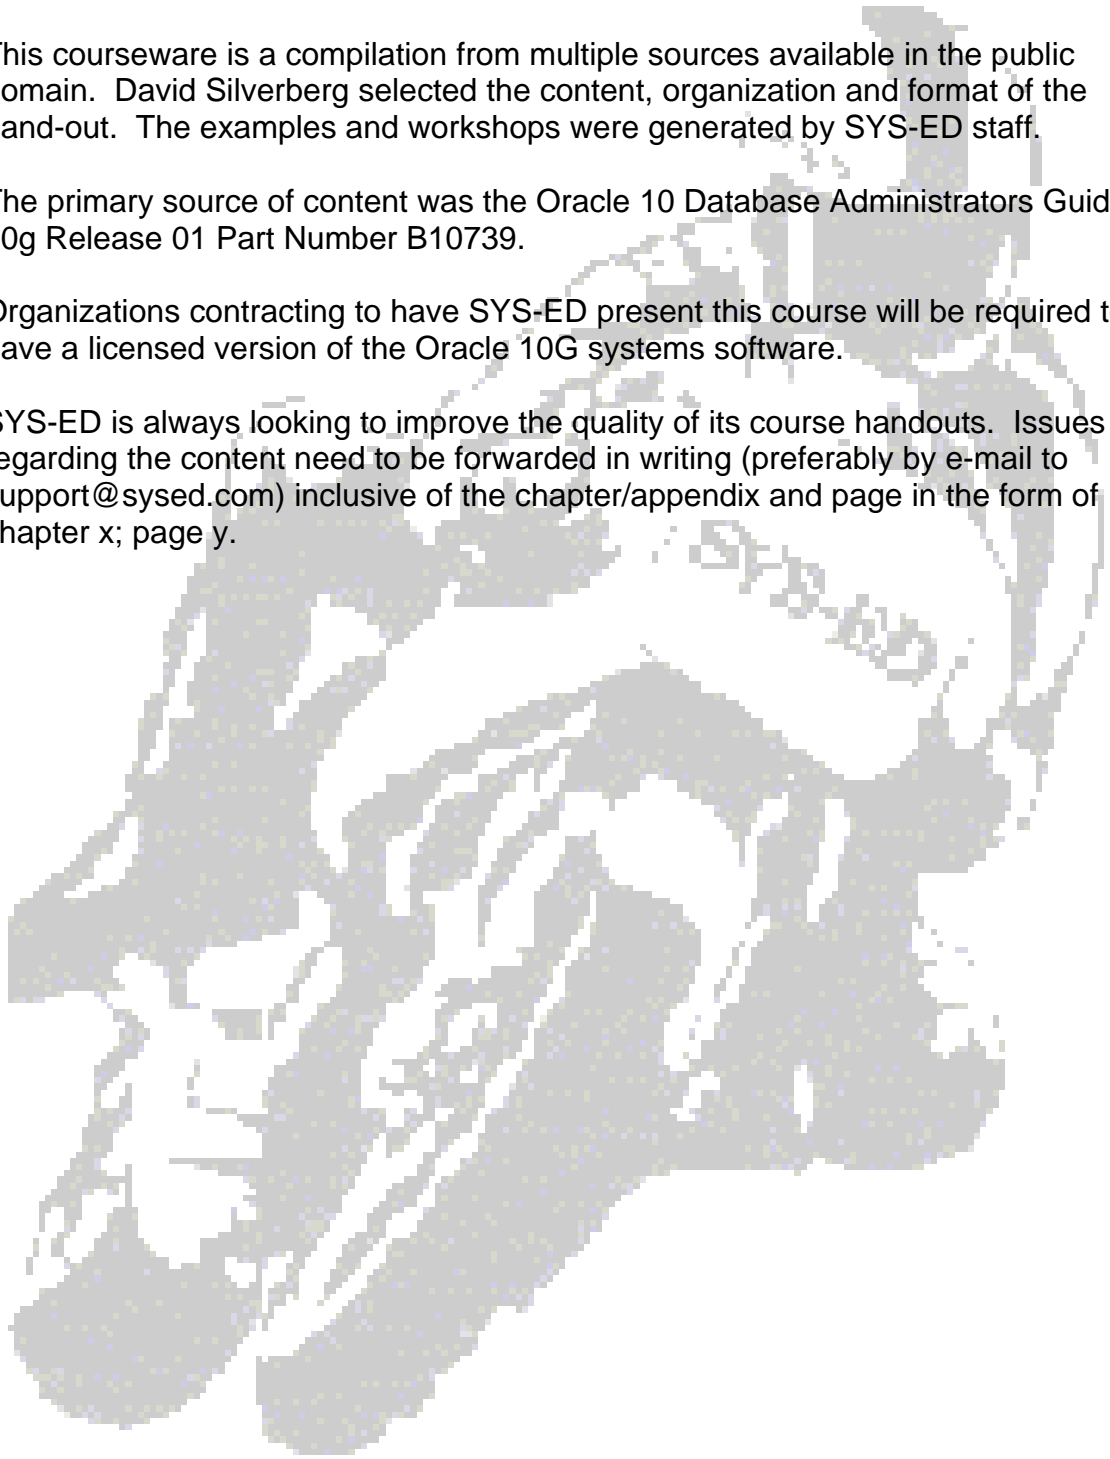 This courseware is a compilation from multiple sources available in the public
omain. David Silverberg selected the content, organization and format of the
and-out. The examples and workshops were generated by SYS-ED staff.
The primary source of content was the Oracle 10 Database Administrators Guid
0g Release 01 Part Number B10739.
Organizations contracting to have SYS-ED present this course will be required t
ave a licensed version of the Oracle 10G systems software.
SYS-ED is always looking to improve the quality of its course handouts. Issues
egarding the content need to be forwarded in writing (preferably by e-mail to
upport@sysed.com) inclusive of the chapter/appendix and page in the form of
hapter x; page y.
SYS-ED